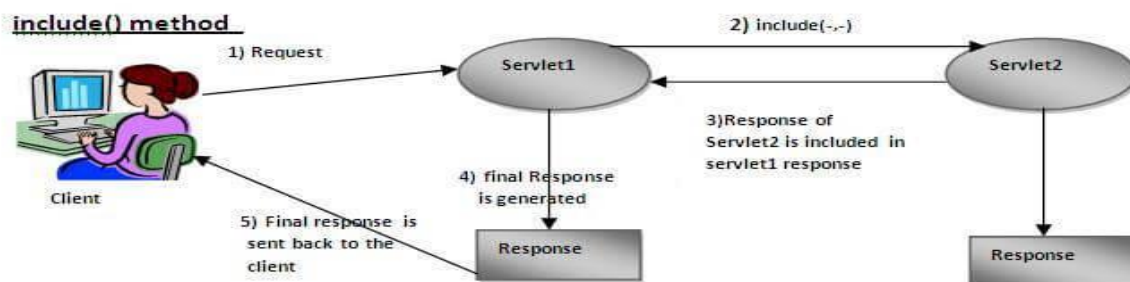 include() method
1) Request
2) include(-,-)
Servlet1
Servlet2
3)Response of
Servlet2 is included in
servlet1 response
4) final Response
is generated
Client
5) Final response is
sent back to the
client
Response
Response